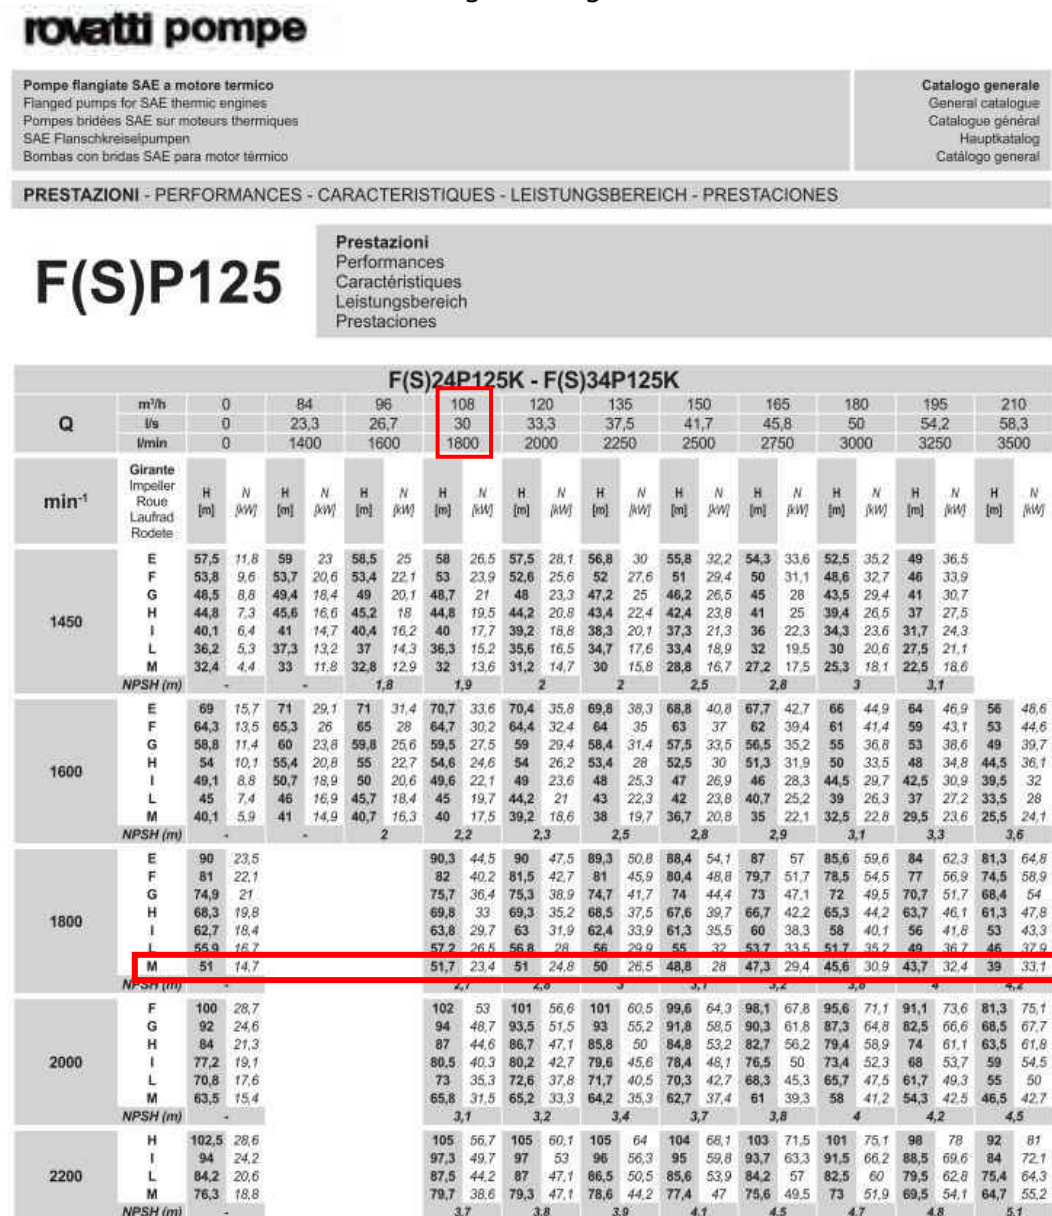 rovatti pompe
Pompe flangiate SAE a motore termico
Flanged pumps for SAE thermic engines
Pompes bridées SAE sur moteurs thermiques
SAE Flanschkreiselpumpen
Bombas con bridas SAE para motor tèrmico
Catalogo generale
General catalogue
Catalogue général
Hauptkatalog
Catálogo general
PRESTAZIONI - PERFORMANCES - CARACTERISTIQUES - LEISTUNGSBEREICH - PRESTACIONES
F(S)P125
Prestazioni
Performances
Caractéristiques
Leistungsbereich
Prestaciones
F(S)24P125K - F(S)34P125K
Q
m³/h 0 84 96 108 120 135 150 165 180 195 210
l/s 0 23,3 26,7 30 33,3 37,5 41,7 45,8 50 54,2 58,3
l/min 0 1400 1600 1800 2000 2250 2500 2750 3000 3250 3500
min-1
Girante
Impeller
Roue
Laufrad
Rodete
H N H N H N H N H N H N H N H N H N H N H N
[m] [kW] [m] [kW] [m] [kW] [m] [kW] [m] [kW] [m] [kW] [m] [kW] [m] [kW] [m] [kW] [m] [kW] [m] [kW]
1450
E 57,5 11,8 59 23 58,5 25 58 26,5 57,5 28,1 56,8 30 55,8 32,2 54,3 33,6 52,5 35,2 49 36,5
F 53,8 9,6 53,7 20,6 53,4 22,1 53 23,9 52,6 25,6 52 27,6 51 29,4 50 31,1 48,6 32,7 46 33,9
G 48,5 8,8 49,4 18,4 49 20,1 48,7 21 48 23,3 47,2 25 46,2 26,5 45 28 43,5 29,4 41 30,7
H 44,8 7,3 45,6 16,6 45,2 18 44,8 19,5 44,2 20,8 43,4 22,4 42,4 23,8 41 25 39,4 26,5 37 27,5
I 40,1 6,4 41 14,7 40,4 16,2 40 17,7 39,2 18,8 38,3 20,1 37,3 21,3 36 22,3 34,3 23,6 31,7 24,3
L 36,2 5,3 37,3 13,2 37 14,3 36,3 15,2 35,6 16,5 34,7 17,6 33,4 18,9 32 19,5 30 20,6 27,5 21,1
M 32,4 4,4 33 11,8 32,8 12,9 32 13,6 31,2 14,7 30 15,8 28,8 16,7 27,2 17,5 25,3 18,1 22,5 18,6
NPSH (m) - - 1,8 1,9 2 2 2,5 2,8 3 3,1
1600
E 69 15,7 71 29,1 71 31,4 70,7 33,6 70,4 35,8 69,8 38,3 68,8 40,8 67,7 42,7 66 44,9 64 46,9 56 48,6
F 64,3 13,5 65,3 26 65 28 64,7 30,2 64,4 32,4 64 35 63 37 62 39,4 61 41,4 59 43,1 53 44,6
G 58,8 11,4 60 23,8 59,8 25,6 59,5 27,5 59 29,4 58,4 31,4 57,5 33,5 56,5 35,2 55 36,8 53 38,6 49 39,7
H 54 10,1 55,4 20,8 55 22,7 54,6 24,6 54 26,2 53,4 28 52,5 30 51,3 31,9 50 33,5 48 34,8 44,5 36,1
I 49,1 8,8 50,7 18,9 50 20,6 49,6 22,1 49 23,6 48 25,3 47 26,9 46 28,3 44,5 29,7 42,5 30,9 39,5 32
L 45 7,4 46 16,9 45,7 18,4 45 19,7 44,2 21 43 22,3 42 23,8 40,7 25,2 39 26,3 37 27,2 33,5 28
M 40,1 5,9 41 14,9 40,7 16,3 40 17,5 39,2 18,6 38 19,7 36,7 20,8 35 22,1 32,5 22,8 29,5 23,6 25,5 24,1
NPSH (m) - - 2 2,2 2,3 2,5 2,8 2,9 3,1 3,3 3,6
1800
E 90 23,5 90,3 44,5 90 47,5 89,3 50,8 88,4 54,1 87 57 85,6 59,6 84 62,3 81,3 64,8
F 81 22,1 82 40,2 81,5 42,7 81 45,9 80,4 48,8 79,7 51,7 78,5 54,5 77 56,9 74,5 58,9
G 74,9 21 75,7 36,4 75,3 38,9 74,7 41,7 74 44,4 73 47,1 72 49,5 70,7 51,7 68,4 54
H 68,3 19,8 69,8 33 69,3 35,2 68,5 37,5 67,6 39,7 66,7 42,2 65,3 44,2 63,7 46,1 61,3 47,8
I 62,7 18,4 63,8 29,7 63 31,9 62,4 33,9 61,3 35,5 60 38,3 58 40,1 56 41,8 53 43,3
L 55,9 16,7 57,2 26,5 56,8 28 56 29,9 55 32 53,7 33,5 51,7 35,2 49 36,7 46 37,9
M 51 14,7 51,7 23,4 51 24,8 50 26,5 48,8 28 47,3 29,4 45,6 30,9 43,7 32,4 39 33,1
NPSH (m) - 2,7 2,8 3 3,1 3,2 4 4,2
2000
F 100 28,7 102 53 101 56,6 101 60,5 99,6 64,3 98,1 67,8 95,6 71,1 91,1 73,6 81,3 75,1
G 92 24,6 94 48,7 93,5 51,5 93 55,2 91,8 58,5 90,3 61,8 87,3 64,8 82,5 66,6 68,5 67,7
H 84 21,3 87 44,6 86,7 47,1 85,8 50 84,8 53,2 82,7 56,2 79,4 58,9 74 61,1 63,5 61,8
I 77,2 19,1 80,5 40,3 80,2 42,7 79,6 45,6 78,4 48,1 76,5 50 73,4 52,3 68 53,7 59 54,5
L 70,8 17,6 73 35,3 72,6 37,8 71,7 40,5 70,3 42,7 68,3 45,3 65,7 47,5 61,7 49,3 55 50
M 63,5 15,4 65,8 31,5 65,2 33,3 64,2 35,3 62,7 37,4 61 39,3 58 41,2 54,3 42,5 46,5 42,7
NPSH (m) - 3,1 3,2 3,4 3,7 3,8 4 4,2 4,5
2200
H 102,5 28,6 105 56,7 105 60,1 105 64 104 68,1 103 71,5 101 75,1 98 78 92 81
I 94 24,2 97,3 49,7 97 53 96 56,3 95 59,8 93,7 63,3 91,5 66,2 88,5 69,6 84 72,1
L 84,2 20,6 87,5 44,2 87 47,1 86,5 50,5 85,6 53,9 84,2 57 82,5 60 79,5 62,8 75,4 64,3
M 76,3 18,8 79,7 38,6 79,3 47,1 78,6 44,2 77,4 47 75,6 49,5 73 51,9 69,5 54,1 64,7 55,2
NPSH (m) - 3,7 3,8 3,9 4,1 4,5 4,7 4,8 5,1